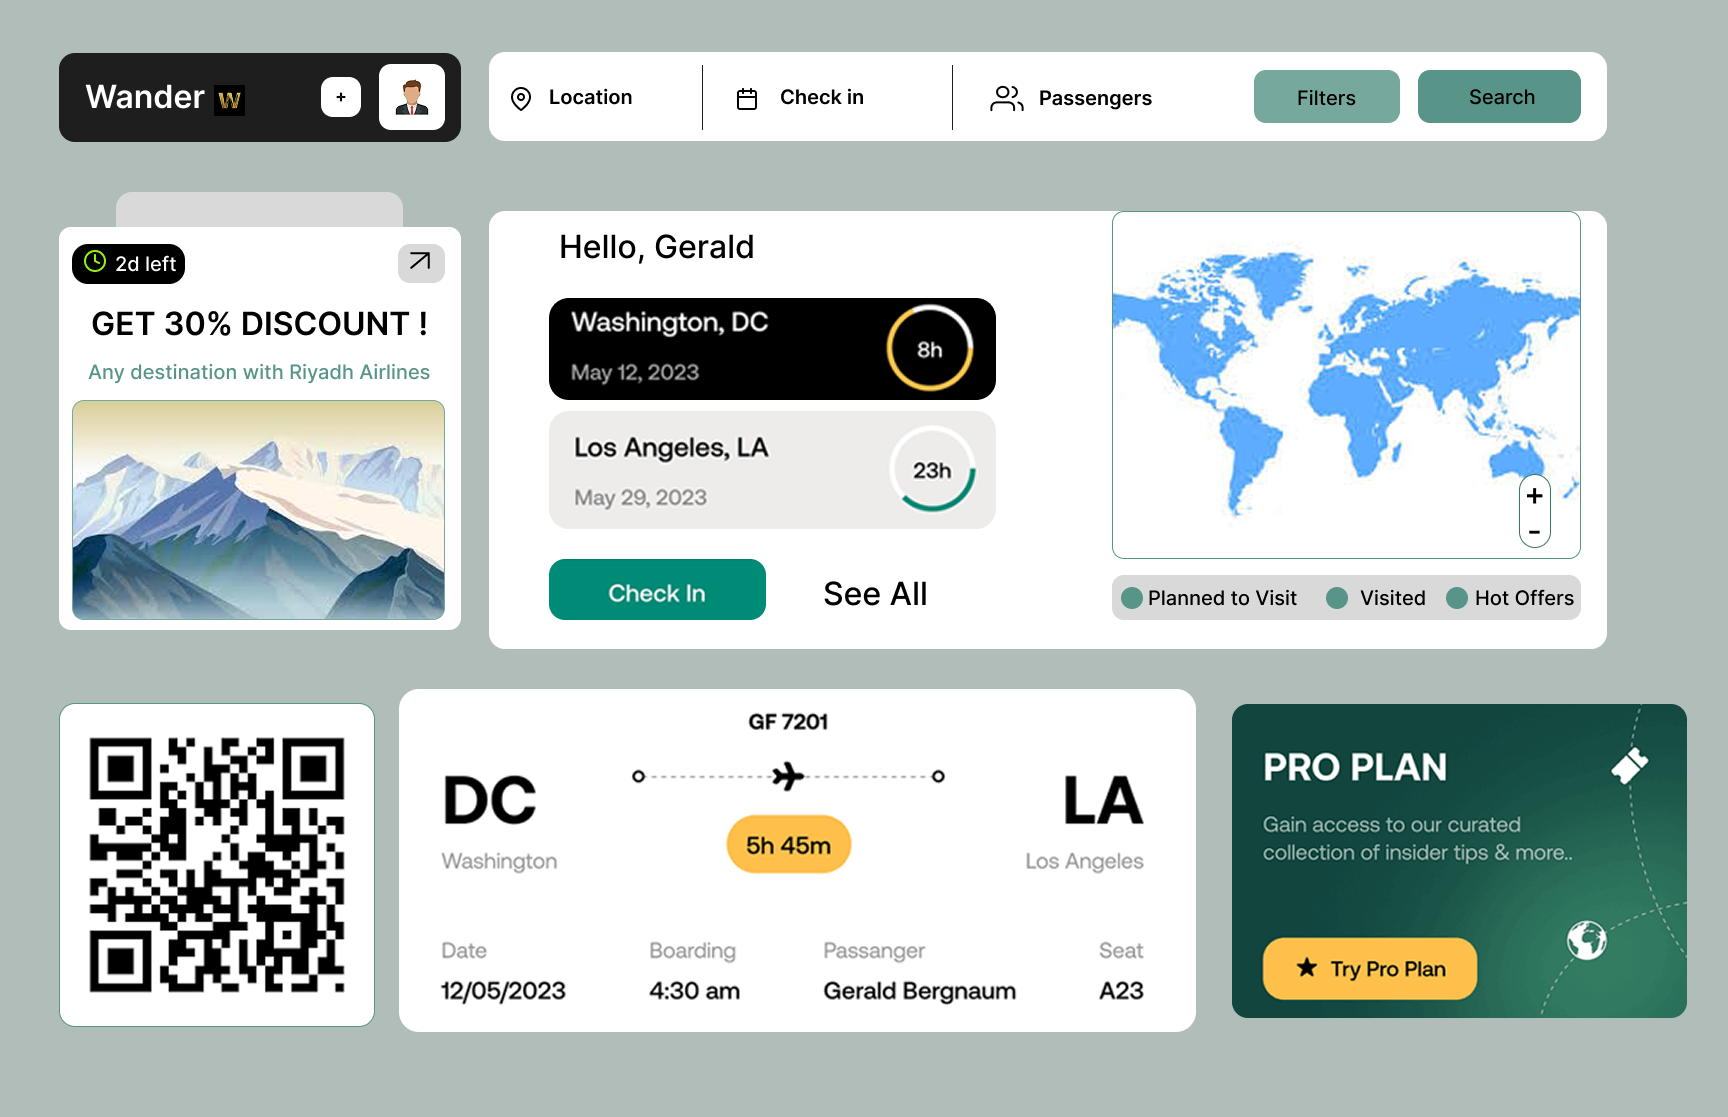 Wander W
+
Location
Check in
Passengers
Filters
Search
2d left
GET 30% DISCOUNT !
Any destination with Riyadh Airlines
Hello, Gerald
Washington, DC
May 12, 2023
8h
Los Angeles, LA
May 29, 2023
23h
Check In
See All
+
-
Planned to Visit
Visited
Hot Offers
GF 7201
DC
LA
Washington
5h 45m
Los Angeles
Date
Boarding
Passanger
Seat
12/05/2023
4:30 am
Gerald Bergnaum
A23
PRO PLAN
Gain access to our curated
collection of insider tips & more..
Try Pro Plan